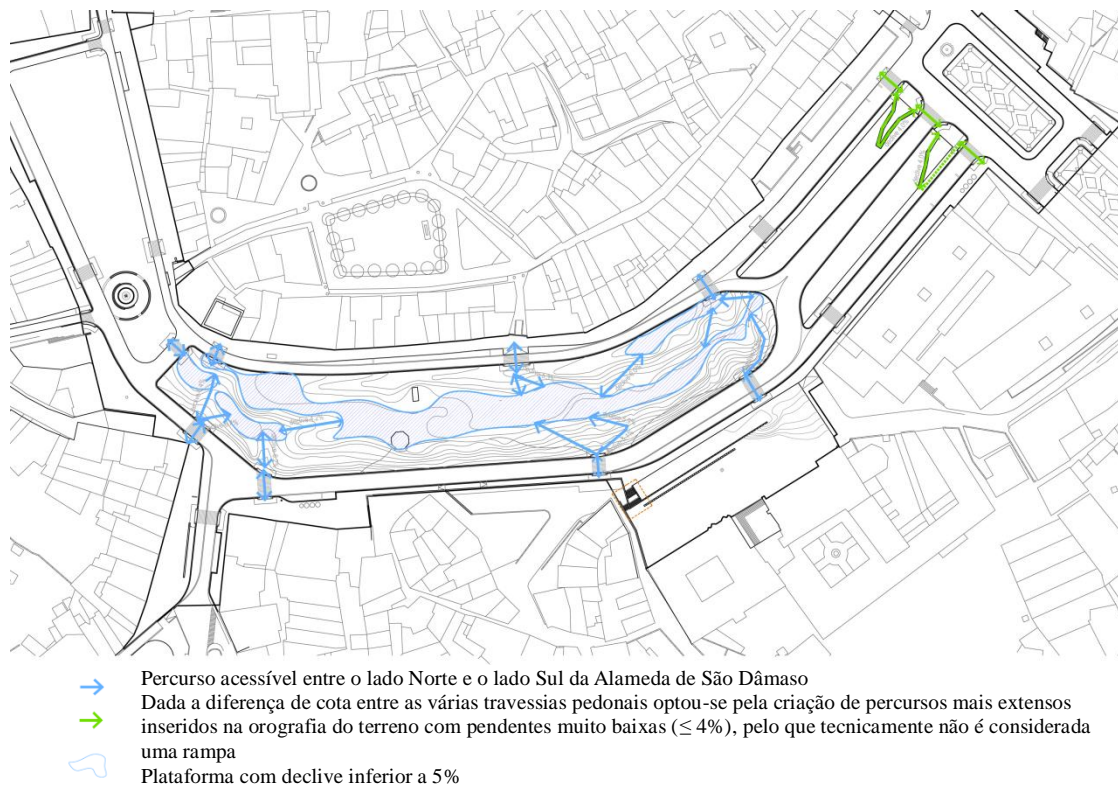 Percurso acessível entre o lado Norte e o lado Sul da Alameda de São Dâmaso
Dada a diferença de cota entre as várias travessias pedonais optou-se pela criação de percursos mais extensos
inseridos na orografia do terreno com pendentes muito baixas (≤ 4%), pelo que tecnicamente não é considerada
uma rampa
Plataforma com declive inferior a 5%